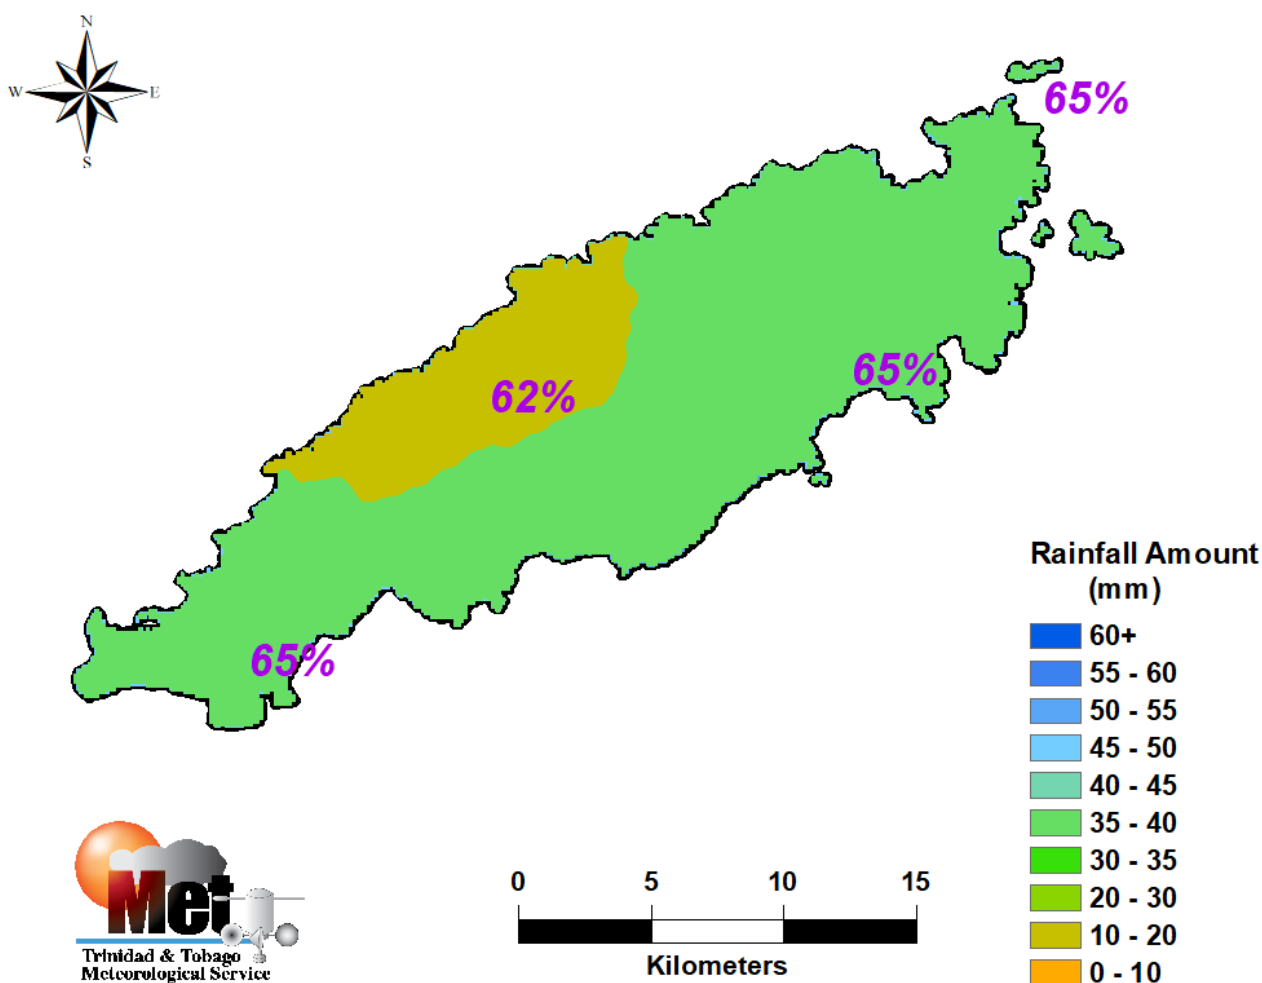 N
W
E
S
65%
65%
62%
65%
Rainfall Amount
(mm)
60+
55 - 60
50 - 55
45 - 50
40 - 45
35 - 40
30 - 35
20 - 30
10 - 20
0 - 10
0 5 10 15
Kilometers
Met
Trinidad & Tobago
Meteorological Service